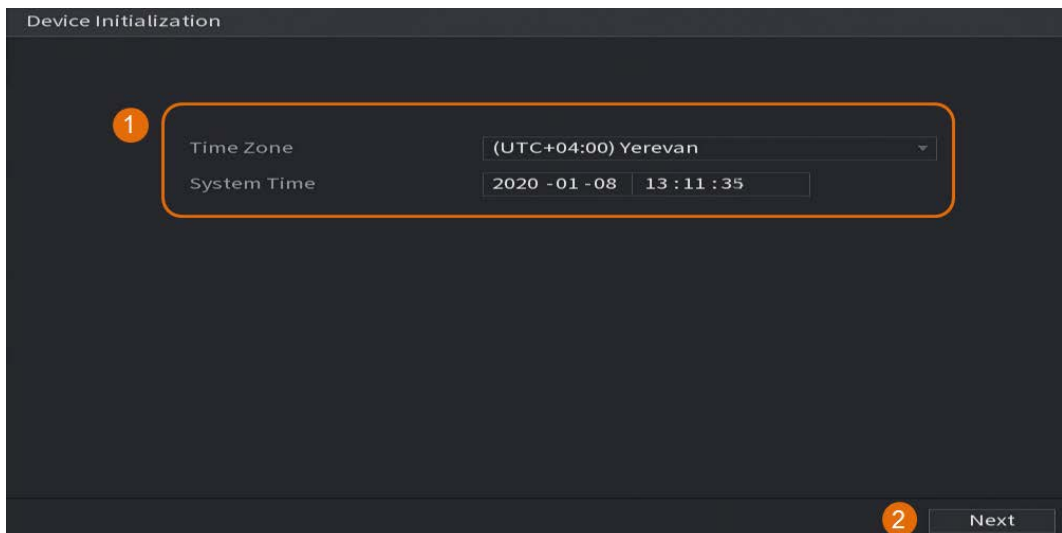 Device Initialization
1
Time Zone (UTC+04:00) Yerevan
System Time 2020 -01 -08 13 : 11 : 35
2 Next